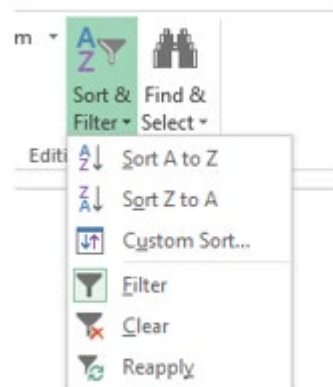 m
Sort & Find &
Filter Select
Editi
Sort A to Z
Sort Z to A
Custom Sort...
Filter
Clear
Reapply